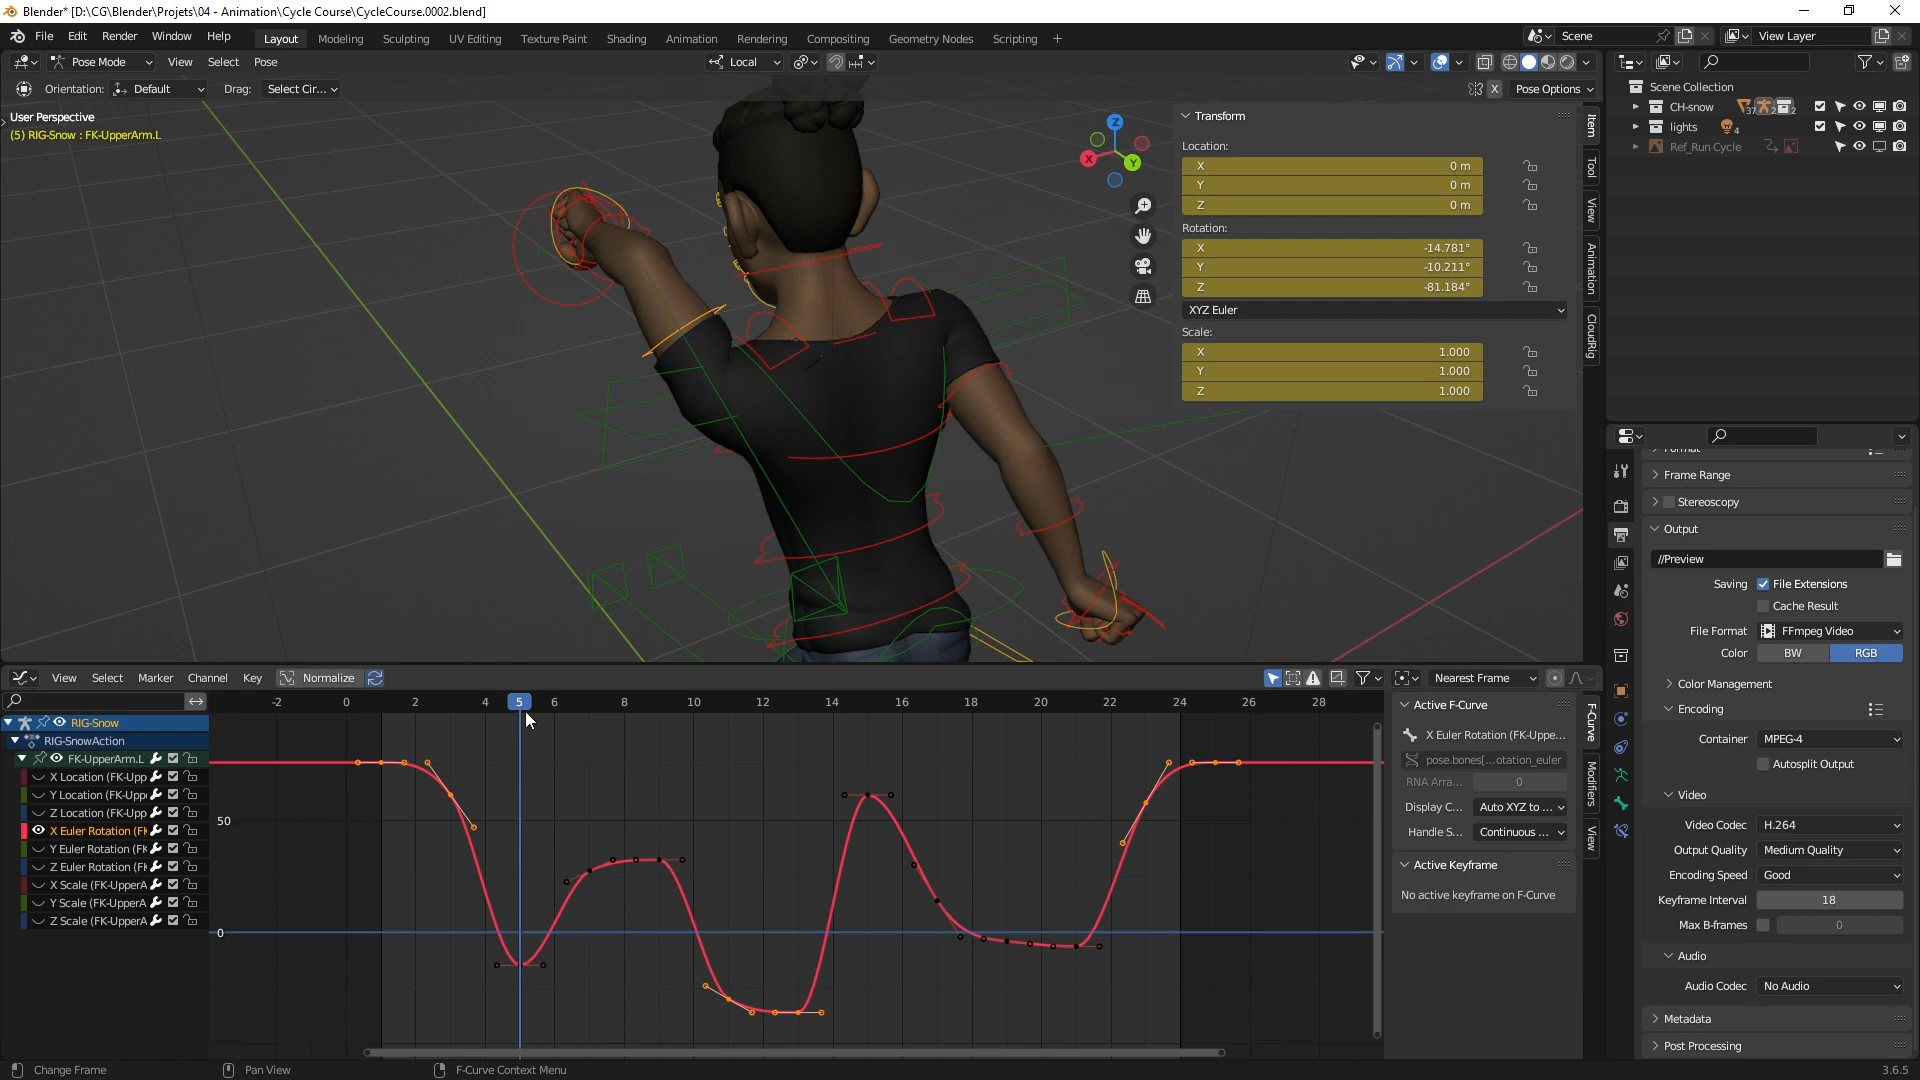 Blender* [D:\CG\Blender\Projets\04 - Animation\Cycle Course\CycleCourse.0002.blend]
File Edit Render Window Help Layout Modeling Sculpting UV Editing Texture Paint Shading Animation Rendering Compositing Geometry Nodes Scripting + Scene View Layer
Pose Mode View Select Pose Local
Orientation: Default Drag: Select Cir... X Pose Options
User Perspective
(5) RIG-Snow : FK-UpperArm.L
Z
X
Y
Transform
Location:
X 0 m
Y 0 m
Z 0 m
Rotation:
X -14.781°
Y -10.211°
Z -81.184°
XYZ Euler
Scale:
X 1.000
Y 1.000
Z 1.000
Item
Tool
View
Animation
CloudRig
Scene Collection
CH-snow 37 2 2
lights 4
Ref_Run Cycle
Frame Range
Stereoscopy
Output
//Preview
Saving File Extensions
Cache Result
File Format FFmpeg Video
Color BW RGB
Color Management
Encoding
Container MPEG-4
Autosplit Output
Video
Video Codec H.264
Output Quality Medium Quality
Encoding Speed Good
Keyframe Interval 18
Max B-frames 0
Audio
Audio Codec No Audio
Metadata
Post Processing
View Select Marker Channel Key Normalize Nearest Frame
-2 0 2 4 5 6 8 10 12 14 16 18 20 22 24 26 28
50
0
RIG-Snow
RIG-SnowAction
FK-UpperArm.L
X Location (FK-Upp
Y Location (FK-Upp
Z Location (FK-Upp
X Euler Rotation (FK
Y Euler Rotation (FK
Z Euler Rotation (FK
X Scale (FK-UpperA
Y Scale (FK-UpperA
Z Scale (FK-UpperA
Active F-Curve
X Euler Rotation (FK-Uppe...
pose.bones[...otation_euler
RNA Arra... 0
Display C... Auto XYZ to ...
Handle S... Continuous ...
Active Keyframe
No active keyframe on F-Curve
F-Curve
Modifiers
View
Change Frame Pan View F-Curve Context Menu 3.6.5